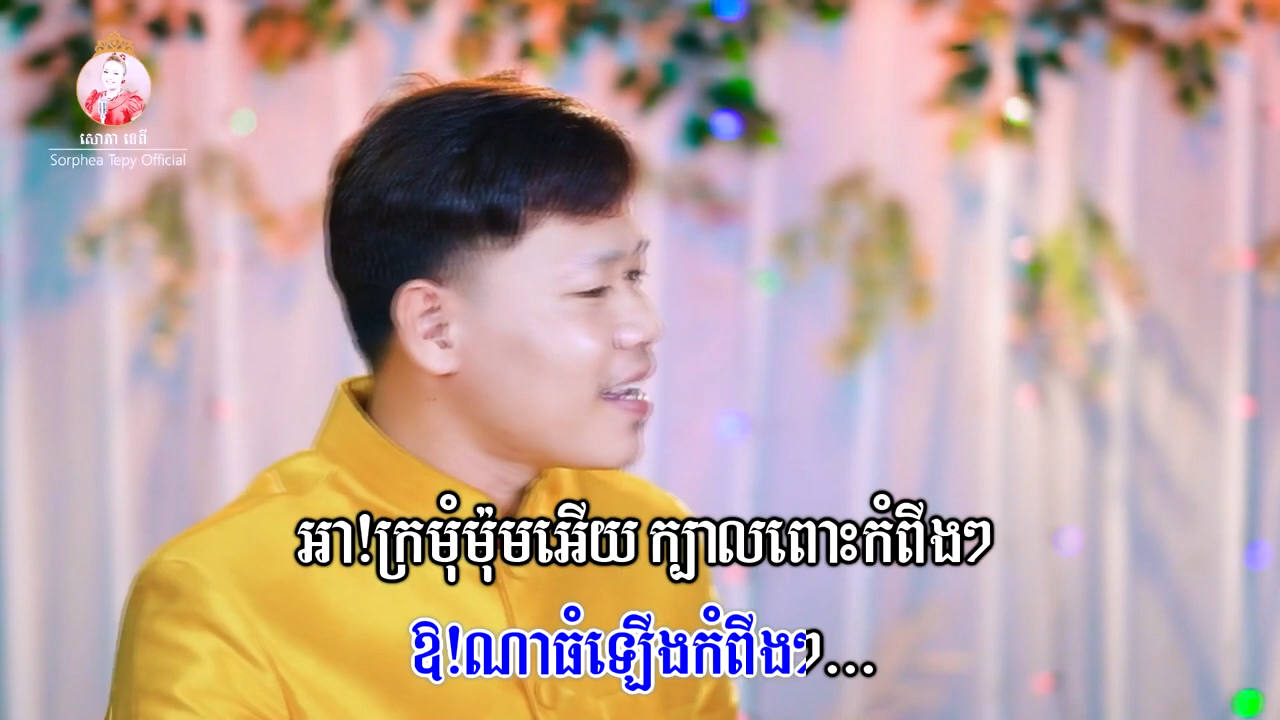 សោភា ទេពី
Sorphea Tepy Official
អា!ក្រមុំម៉ុមអើយ ក្បាលពោះកំពីងៗ
ឱ!ណាធំឡើងកំពីងៗ...